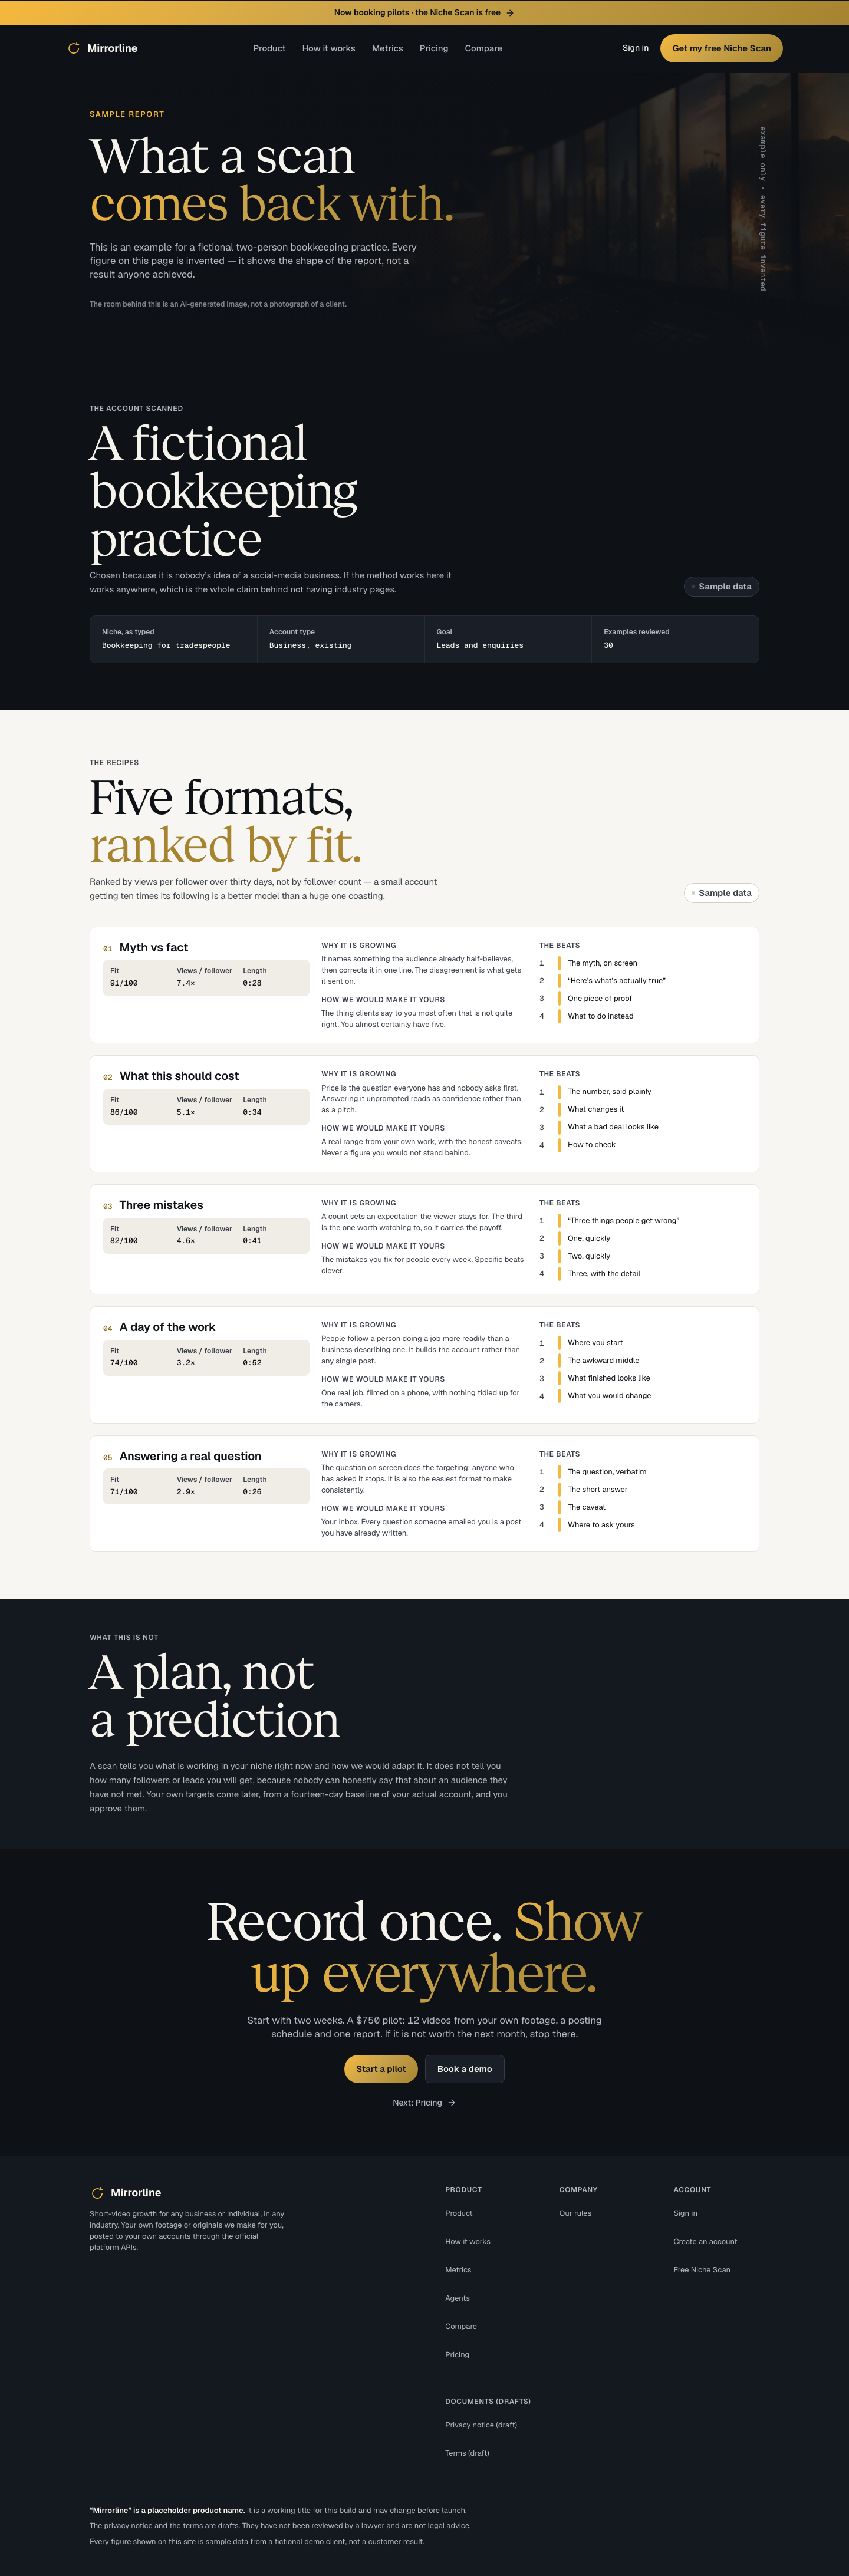 Now booking pilots · the Niche Scan is free →
Mirrorline
Product
How it works
Metrics
Pricing
Compare
Sign in
Get my free Niche Scan
SAMPLE REPORT
What a scan
comes back with.
This is an example for a fictional two-person bookkeeping practice. Every
figure on this page is invented — it shows the shape of the report, not a
result anyone achieved.
The room behind this is an AI-generated image, not a photograph of a client.
example only · every figure invented
THE ACCOUNT SCANNED
A fictional
bookkeeping
practice
Chosen because it is nobody's idea of a social-media business. If the method works here it
works anywhere, which is the whole claim behind not having industry pages.
Sample data
Niche, as typed
Bookkeeping for tradespeople
Account type
Business, existing
Goal
Leads and enquiries
Examples reviewed
30
THE RECIPES
Five formats,
ranked by fit.
Ranked by views per follower over thirty days, not by follower count — a small account
getting ten times its following is a better model than a huge one coasting.
Sample data
01 Myth vs fact
Fit
91/100
Views / follower
7.4×
Length
0:28
WHY IT IS GROWING
It names something the audience already half-believes,
then corrects it in one line. The disagreement is what gets
it sent on.
HOW WE WOULD MAKE IT YOURS
The thing clients say to you most often that is not quite
right. You almost certainly have five.
THE BEATS
1 The myth, on screen
2 “Here’s what’s actually true”
3 One piece of proof
4 What to do instead
02 What this should cost
Fit
86/100
Views / follower
5.1×
Length
0:34
WHY IT IS GROWING
Price is the question everyone has and nobody asks first.
Answering it unprompted reads as confidence rather than
as a pitch.
HOW WE WOULD MAKE IT YOURS
A real range from your own work, with the honest caveats.
Never a figure you would not stand behind.
THE BEATS
1 The number, said plainly
2 What changes it
3 What a bad deal looks like
4 How to check
03 Three mistakes
Fit
82/100
Views / follower
4.6×
Length
0:41
WHY IT IS GROWING
A count sets an expectation the viewer stays for. The third
is the one worth watching to, so it carries the payoff.
HOW WE WOULD MAKE IT YOURS
The mistakes you fix for people every week. Specific beats
clever.
THE BEATS
1 “Three things people get wrong”
2 One, quickly
3 Two, quickly
4 Three, with the detail
04 A day of the work
Fit
74/100
Views / follower
3.2×
Length
0:52
WHY IT IS GROWING
People follow a person doing a job more readily than a
business describing one. It builds the account rather than
any single post.
HOW WE WOULD MAKE IT YOURS
One real job, filmed on a phone, with nothing tidied up for
the camera.
THE BEATS
1 Where you start
2 The awkward middle
3 What finished looks like
4 What you would change
05 Answering a real question
Fit
71/100
Views / follower
2.9×
Length
0:26
WHY IT IS GROWING
The question on screen does the targeting: anyone who
has asked it stops. It is also the easiest format to make
consistently.
HOW WE WOULD MAKE IT YOURS
Your inbox. Every question someone emailed you is a post
you have already written.
THE BEATS
1 The question, verbatim
2 The short answer
3 The caveat
4 Where to ask yours
WHAT THIS IS NOT
A plan, not
a prediction
A scan tells you what is working in your niche right now and how we would adapt it. It does not tell you
how many followers or leads you will get, because nobody can honestly say that about an audience they
have not met. Your own targets come later, from a fourteen-day baseline of your actual account, and you
approve them.
Record once. Show
up everywhere.
Start with two weeks. A $750 pilot: 12 videos from your own footage, a posting
schedule and one report. If it is not worth the next month, stop there.
Start a pilot
Book a demo
Next: Pricing →
Mirrorline
Short-video growth for any business or individual, in any
industry. Your own footage or originals we make for you,
posted to your own accounts through the official
platform APIs.
PRODUCT
Product
How it works
Metrics
Agents
Compare
Pricing
COMPANY
Our rules
ACCOUNT
Sign in
Create an account
Free Niche Scan
DOCUMENTS (DRAFTS)
Privacy notice (draft)
Terms (draft)
“Mirrorline” is a placeholder product name. It is a working title for this build and may change before launch.
The privacy notice and the terms are drafts. They have not been reviewed by a lawyer and are not legal advice.
Every figure shown on this site is sample data from a fictional demo client, not a customer result.